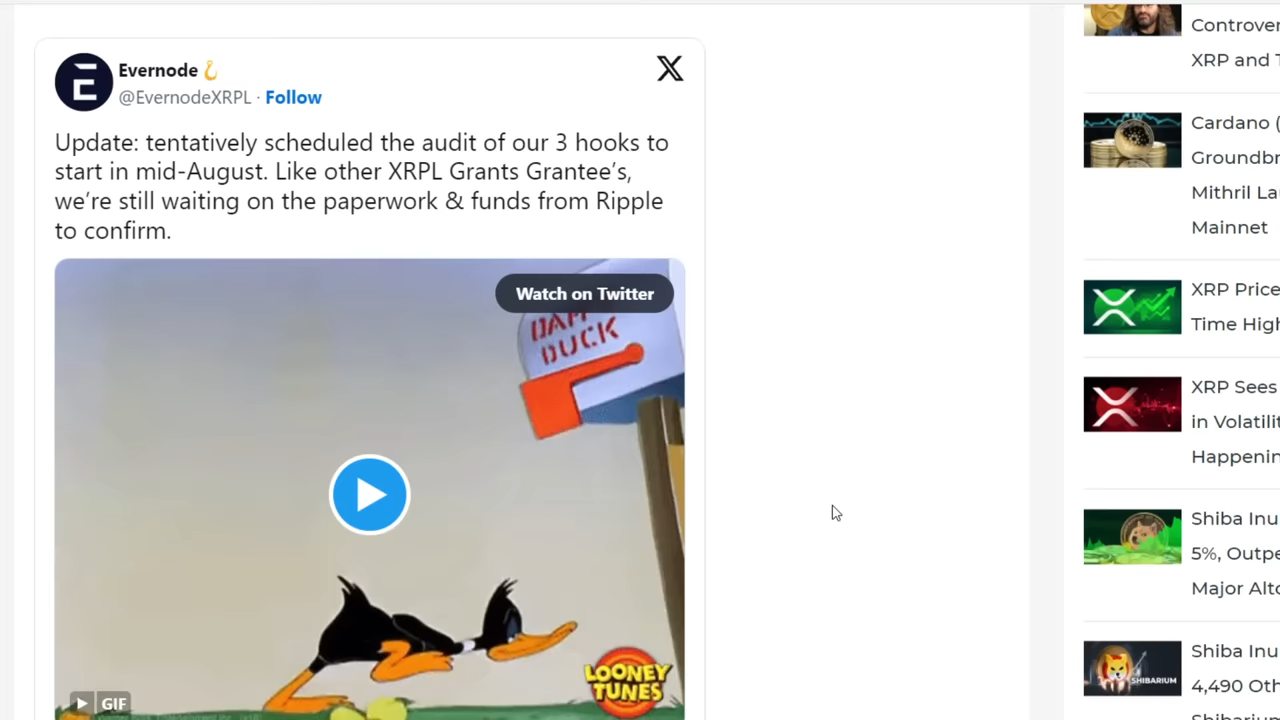 Evernode
@EvernodeXRPL · Follow
Update: tentatively scheduled the audit of our 3 hooks to
start in mid-August. Like other XRPL Grants Grantee’s,
we’re still waiting on the paperwork & funds from Ripple
to confirm.
Watch on Twitter
DUCK
LOONEY
TUNES
GIF
Controver
XRP and T
Cardano (
Groundbr
Mithril La
Mainnet
XRP Price
Time High
XRP Sees
in Volatili
Happenin
Shiba Inu
5%, Outpe
Major Alto
Shiba Inu
4,490 Oth
SHIBARIUM